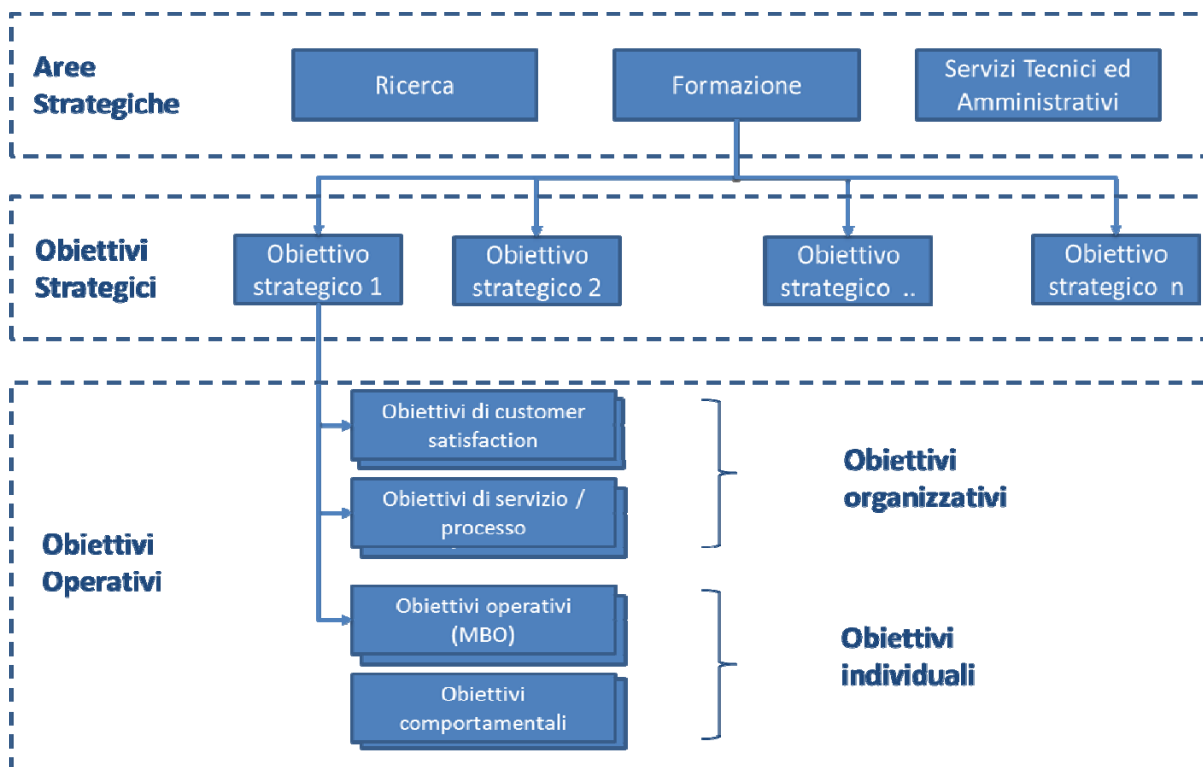 Aree
Strategiche
Ricerca
Formazione
Servizi Tecnici ed
Amministrativi
Obiettivi
Strategici
Obiettivo
strategico 1
Obiettivo
strategico 2
Obiettivo
strategico ..
Obiettivo
strategico n
Obiettivi
Operativi
Obiettivi di customer
satisfaction
Obiettivi di servizio /
processo
Obiettivi
organizzativi
Obiettivi operativi
(MBO)
Obiettivi
comportamentali
Obiettivi
individuali